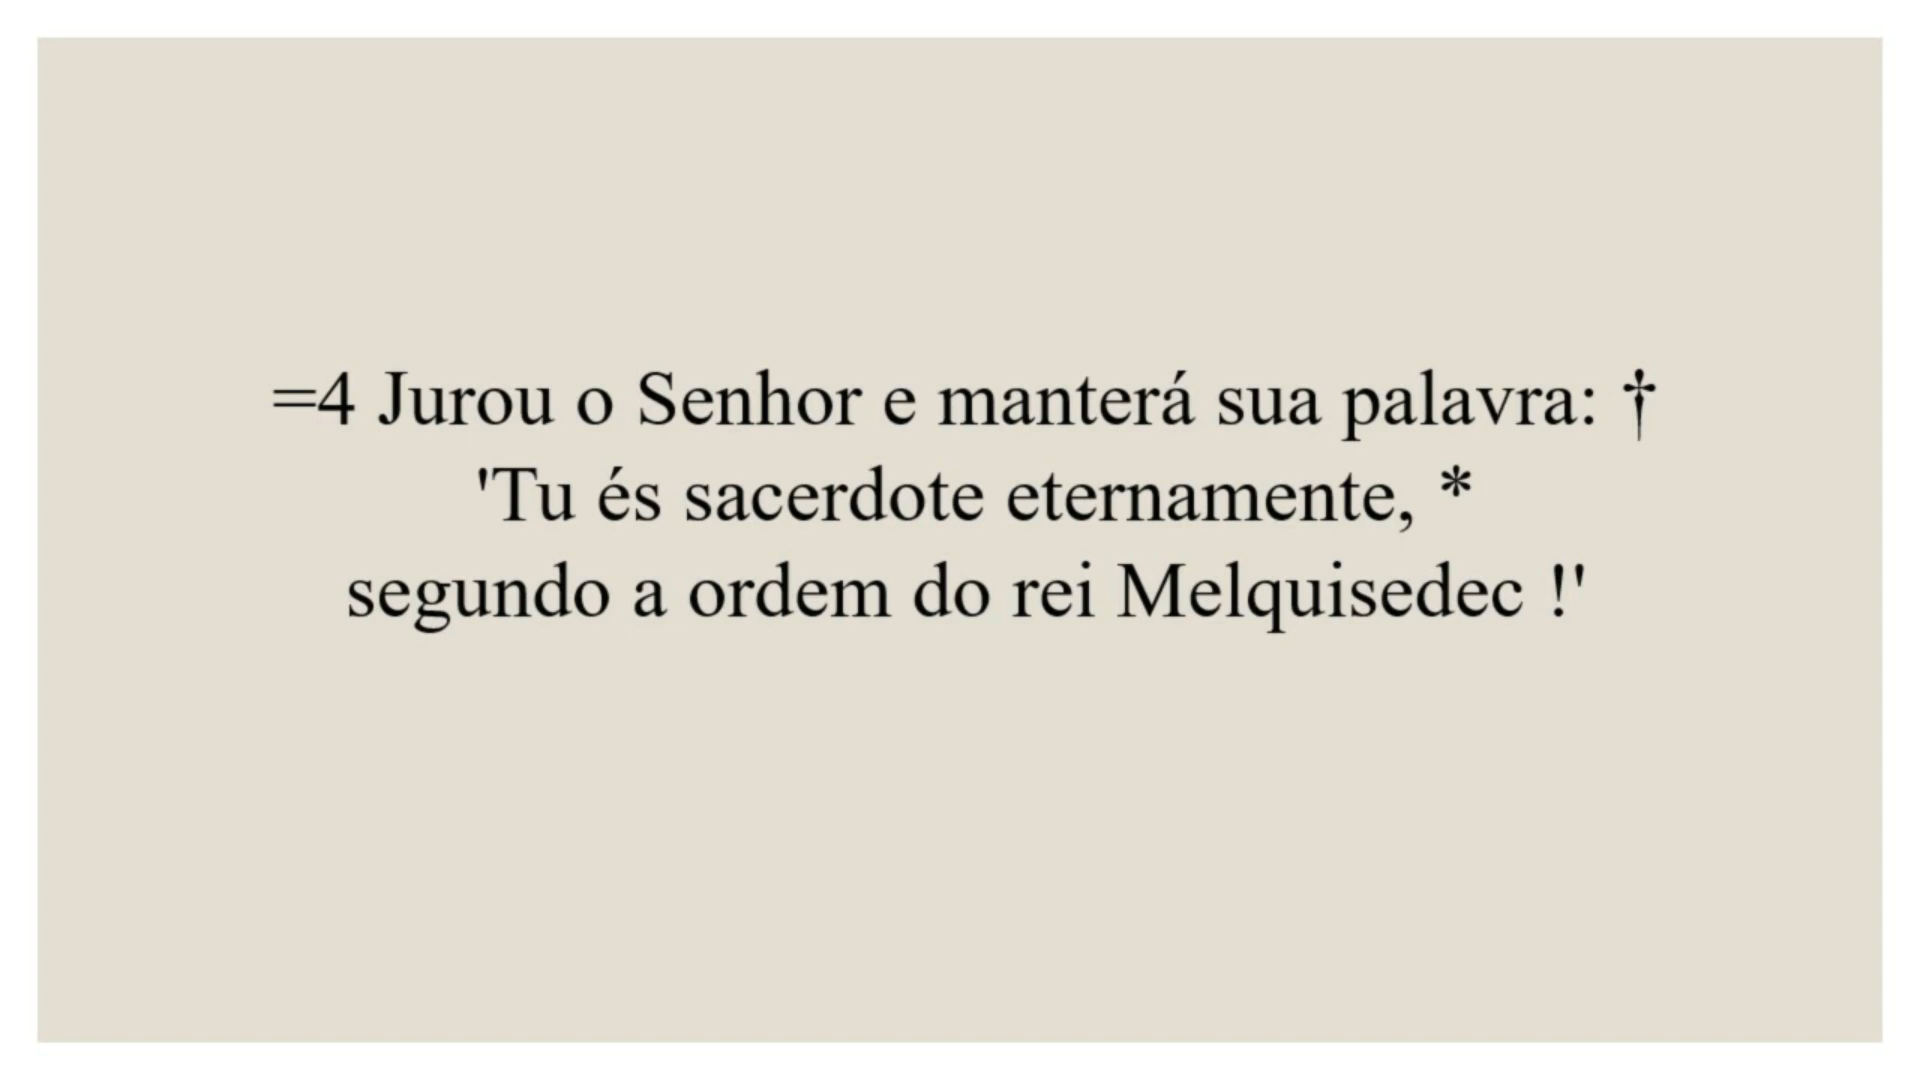 =4 Jurou o Senhor e manterá sua palavra: †
'Tu és sacerdote eternamente, *
segundo a ordem do rei Melquisedec !'